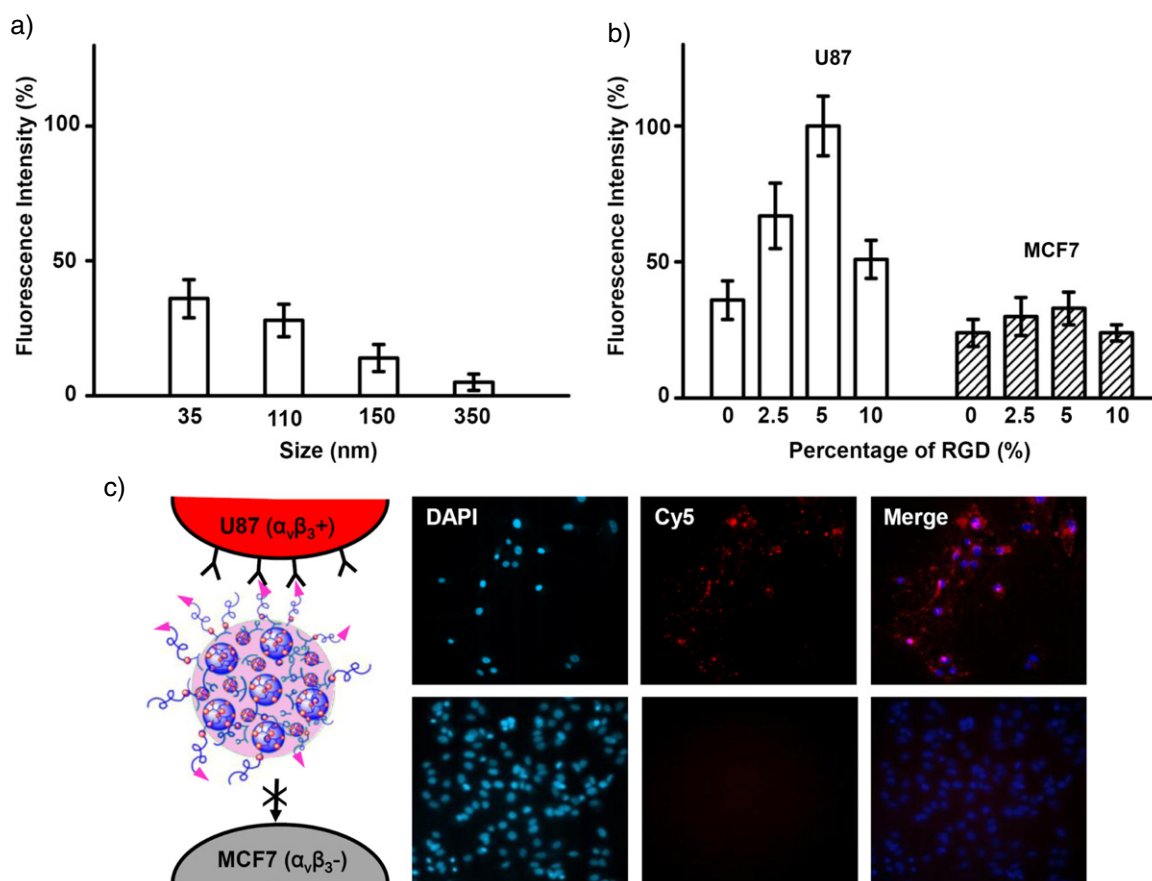 a)
Fluorescence Intensity (%)
100
50
0
35 110 150 350
Size (nm)
b)
Fluorescence Intensity (%)
100
50
0
U87
MCF7
0 2.5 5 10 0 2.5 5 10
Percentage of RGD (%)
c)
U87 (αvβ3+)
MCF7 (αvβ3-)
DAPI
Cy5
Merge